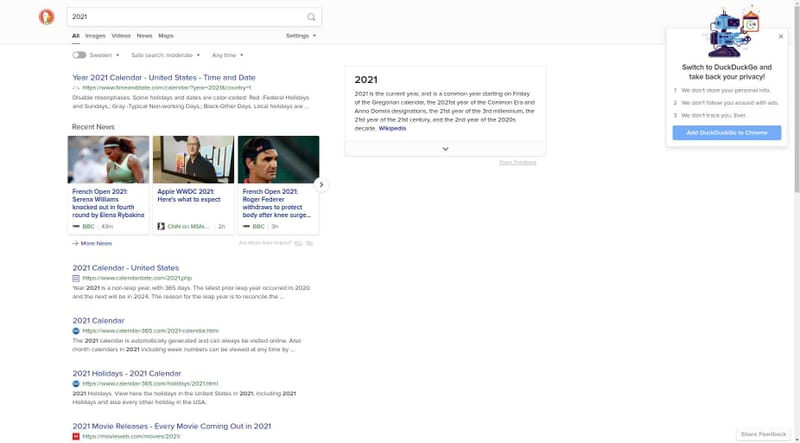 2021
All Images Videos News Maps Settings
Sweden Safe search: moderate Any time
Year 2021 Calendar - United States - Time and Date
https://www.timeanddate.com/calendar/?year=2021&country=1
Disable moonphases. Some holidays and dates are color-coded: Red -Federal Holidays
and Sundays.; Gray -Typical Non-working Days.; Black-Other Days. Local holidays are ...
Recent News
French Open 2021:
Serena Williams
knocked out in fourth
round by Elena Rybakina
BBC 43m
Apple WWDC 2021:
Here's what to expect
CNN on MSN... 2h
French Open 2021:
Roger Federer
withdraws to protect
body after knee surge...
BBC 3h
More News
Are these links helpful? Yes No
2021 Calendar - United States
https://www.calendardate.com/2021.php
Year 2021 is a non-leap year, with 365 days. The latest prior leap year occurred in 2020
and the next will be in 2024. The reason for the leap year is to reconcile the ...
2021 Calendar
https://www.calendar-365.com/2021-calendar.html
The 2021 calendar is automatically generated and can always be visited online. Also
month calendars in 2021 including week numbers can be viewed at any time by ...
2021 Holidays - 2021 Calendar
https://www.calendar-365.com/holidays/2021.html
2021 Holidays. View here the holidays in the United States in 2021, including 2021
Holidays and also every other holiday in the USA.
2021 Movie Releases - Every Movie Coming Out in 2021
https://movieweb.com/movies/2021/
2021
2021 is the current year, and is a common year starting on Friday
of the Gregorian calendar, the 2021st year of the Common Era and
Anno Domini designations, the 21st year of the 3rd millennium, the
21st year of the 21st century, and the 2nd year of the 2020s
decade. Wikipedia
Share Feedback
Switch to DuckDuckGo and
take back your privacy!
1 We don't store your personal info.
2 We don't follow you around with ads.
3 We don't track you. Ever.
Add DuckDuckGo to Chrome
Share Feedback